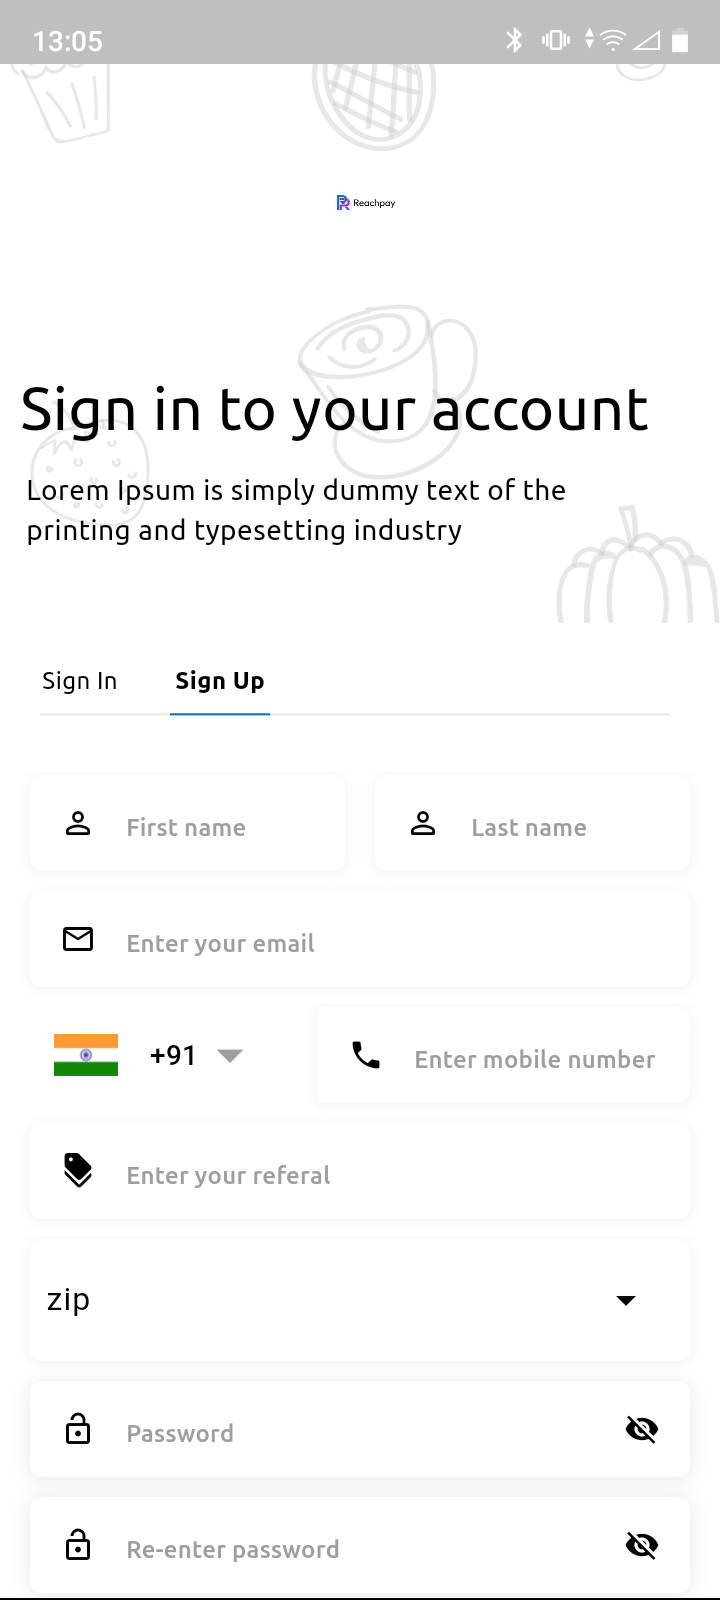 13:05
Reachpay
Sign in to your account
Lorem Ipsum is simply dummy text of the
printing and typesetting industry
Sign In Sign Up
First name Last name
Enter your email
+91 Enter mobile number
Enter your referal
zip
Password
Re-enter password